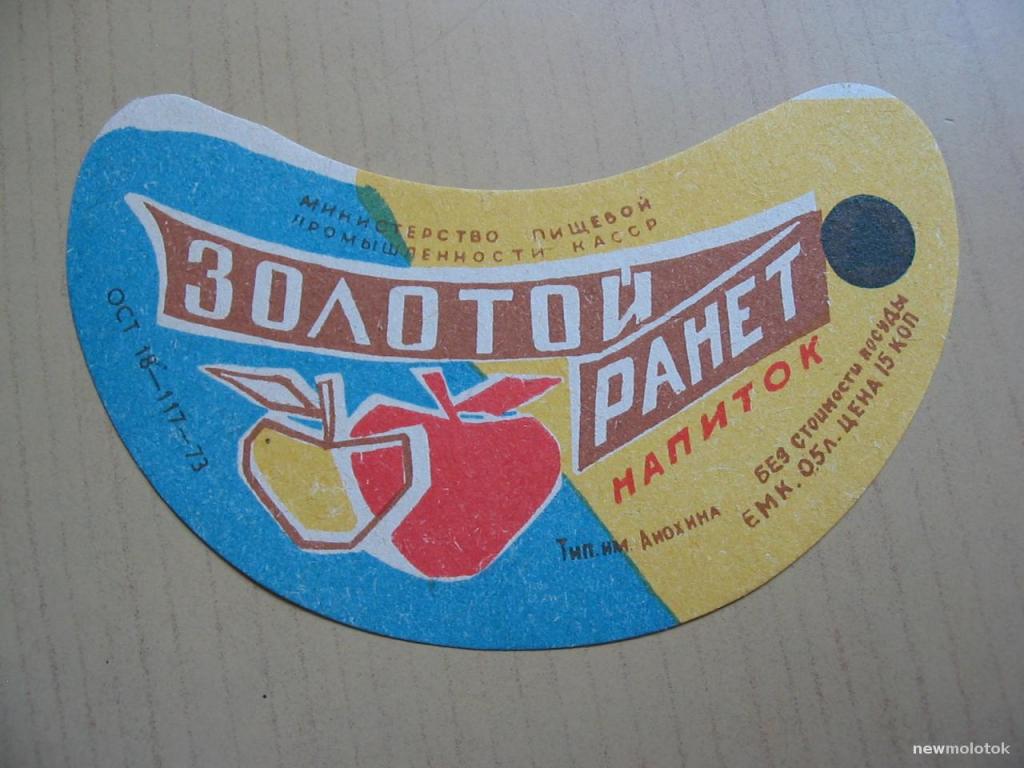 МИНИСТЕРСТВО ПИЩЕВОЙ
ПРОМЫШЛЕННОСТИ КАССР
ЗОЛОТОЙ
РАНЕТ
НАПИТОК
ОСТ 18-117-73
БЕЗ СТОИМОСТИ ПОСУДЫ
ЕМК. 0,5 л. ЦЕНА 15 КОП
Тип. им. Анохина
newmolotok